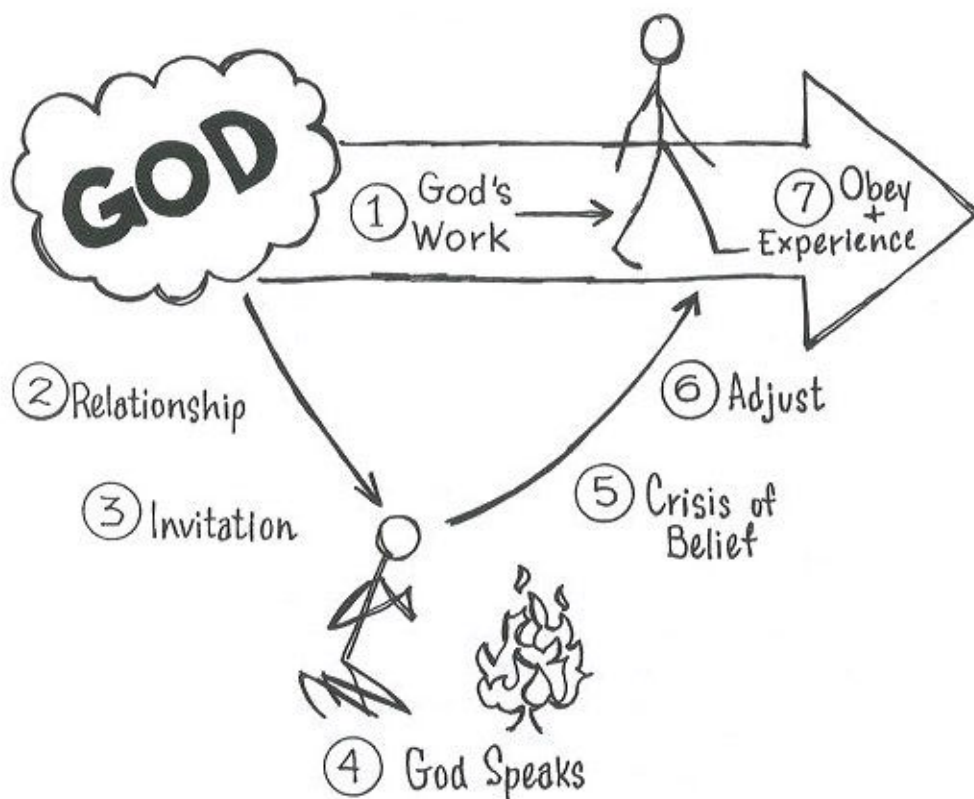 GOD
1 God's
Work
7 Obey
+
Experience
2 Relationship
6 Adjust
3 Invitation
5 Crisis of
Belief
4 God Speaks